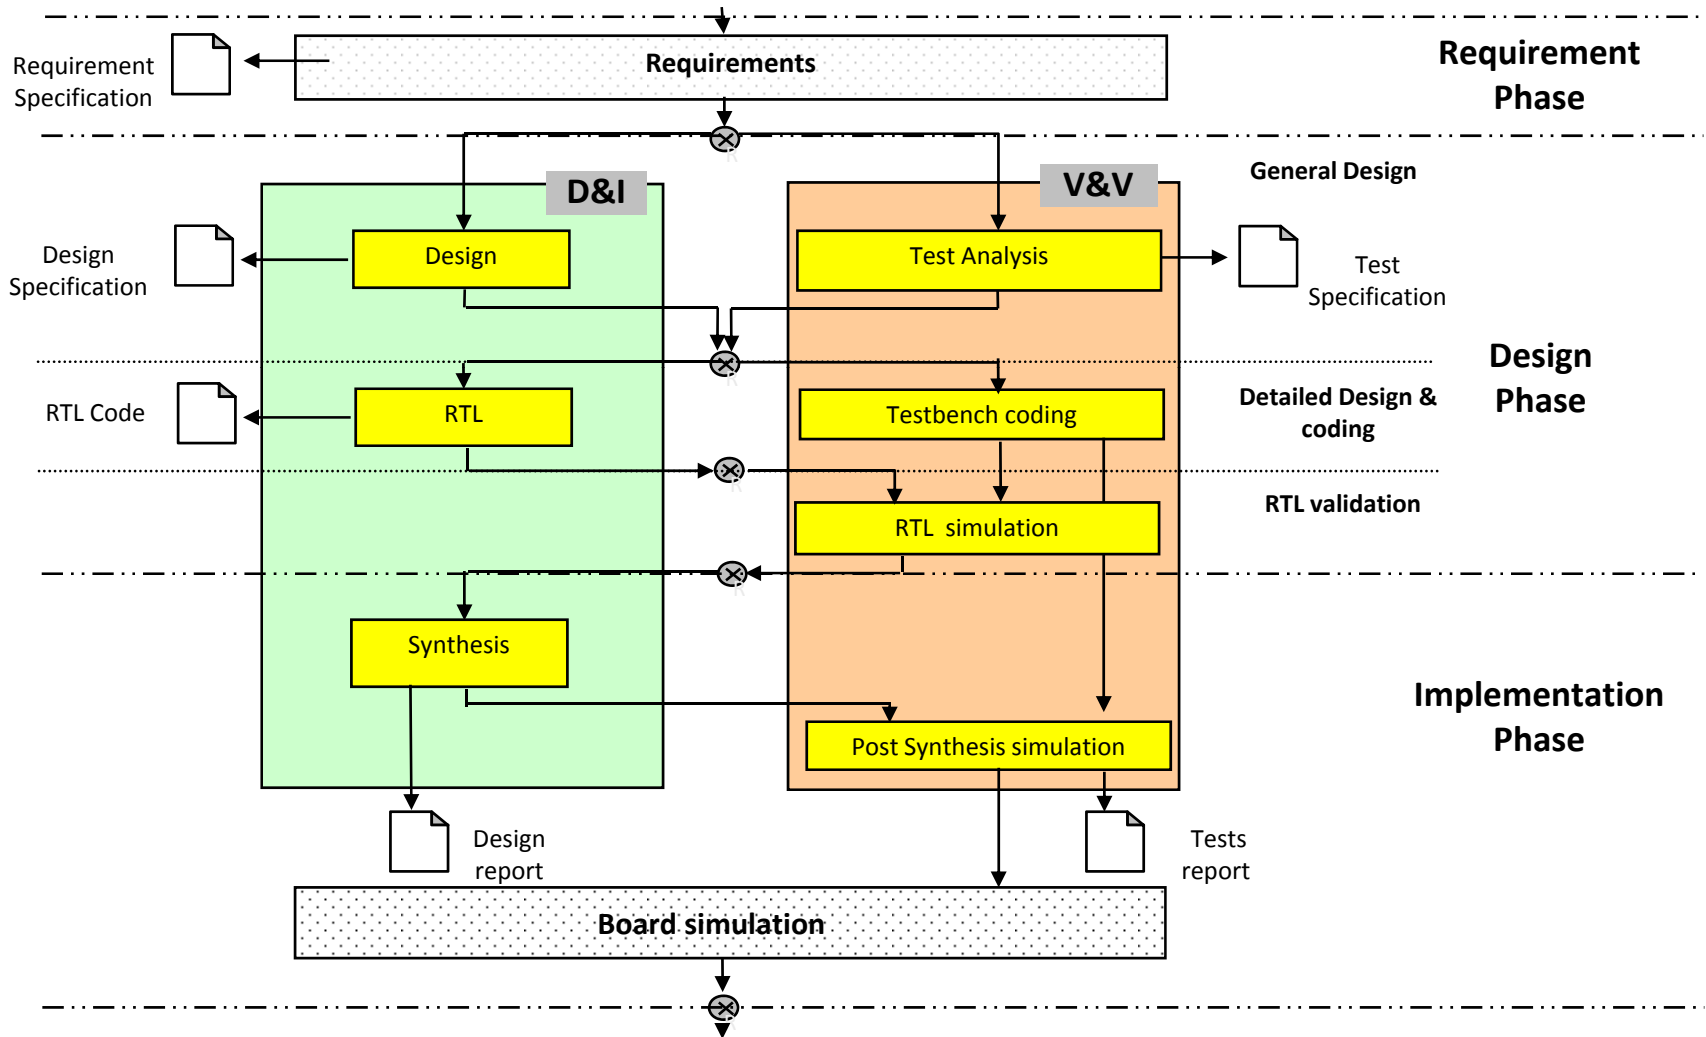 Requirements
Requirement
Specification
Requirement
Phase
R
General Design
D&I
V&V
Design
Specification
Design
Test Analysis
Test
Specification
R
Design
Phase
RTL Code
RTL
Testbench coding
Detailed Design &
coding
R
RTL validation
RTL simulation
R
Synthesis
Implementation
Phase
Post Synthesis simulation
Design
report
Tests
report
Board simulation
R